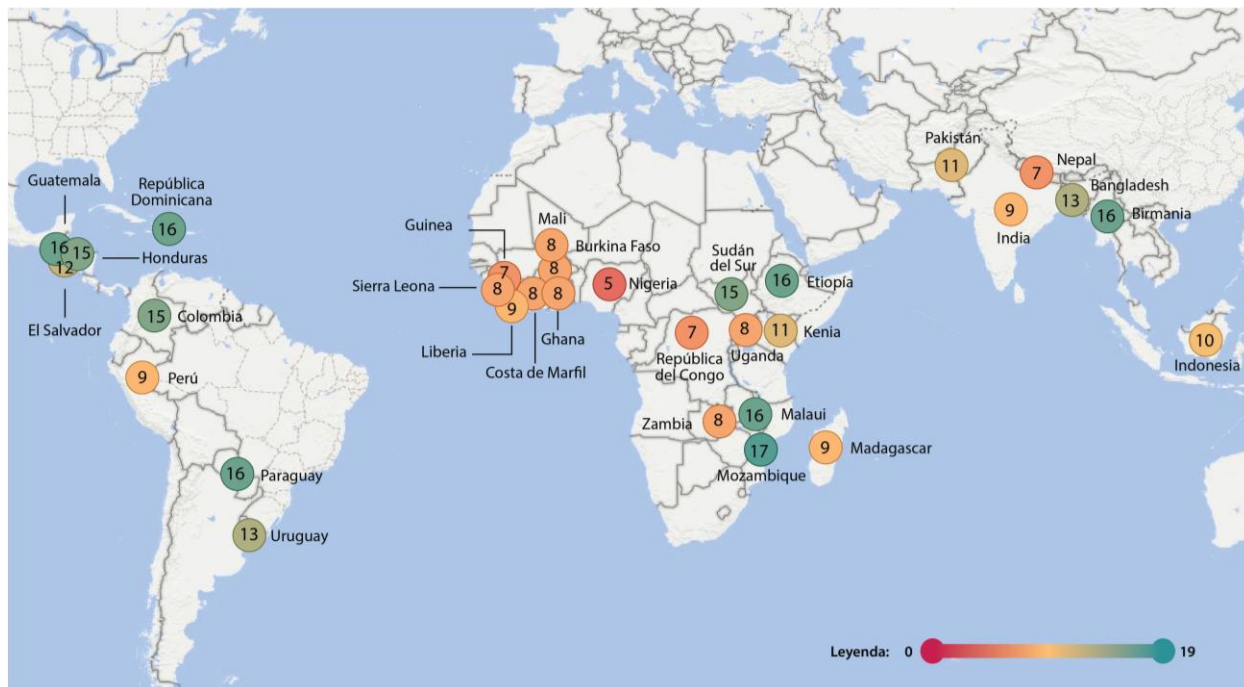 Guatemala
República
Dominicana
16
16
15
12
Honduras
El Salvador
15
Colombia
9
Perú
16
Paraguay
13
Uruguay
Guinea
Mali
8
Burkina Faso
7
8
Sierra Leona
8
9
8
8
5
Nigeria
Liberia
Costa de Marfil
Ghana
Sudán
del Sur
15
16
Etiopía
7
República
del Congo
8
Uganda
11
Kenia
Zambia
8
16
Malaui
17
Mozambique
9
Madagascar
Pakistán
11
7
Nepal
Bangladesh
13
9
India
16
Birmania
10
Indonesia
Leyenda: 0 19